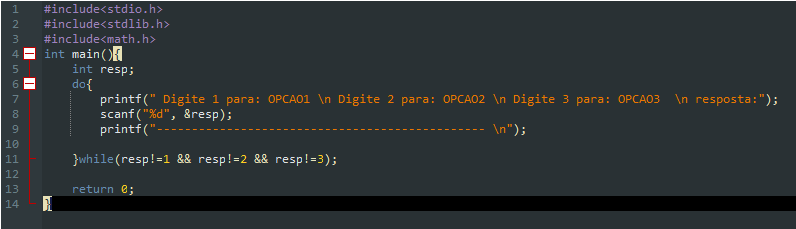 1 #include<stdio.h>
2 #include<stdlib.h>
3 #include<math.h>
4 int main(){
5 int resp;
6 do{
7 printf(" Digite 1 para: OPCAO1 \n Digite 2 para: OPCAO2 \n Digite 3 para: OPCAO3  \n resposta:");
8 scanf("%d", &resp);
9 printf("----------------------------------------------- \n");
10
11 }while(resp!=1 && resp!=2 && resp!=3);
12
13 return 0;
14 }